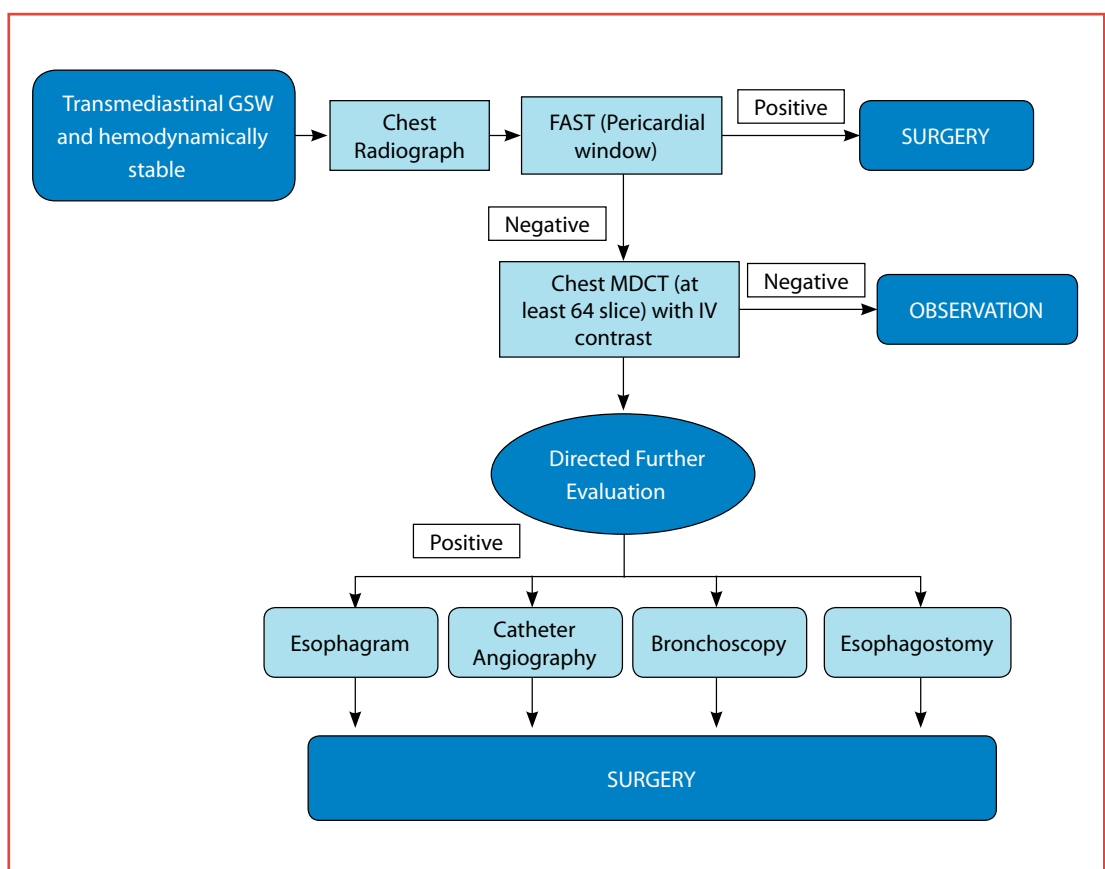 Transmediastinal GSW
and hemodynamically
stable
Chest
Radiograph
FAST (Pericardial
window)
Positive
SURGERY
Negative
Chest MDCT (at
least 64 slice) with IV
contrast
Negative
OBSERVATION
Directed Further
Evaluation
Positive
Esophagram
Catheter
Angiography
Bronchoscopy
Esophagostomy
SURGERY